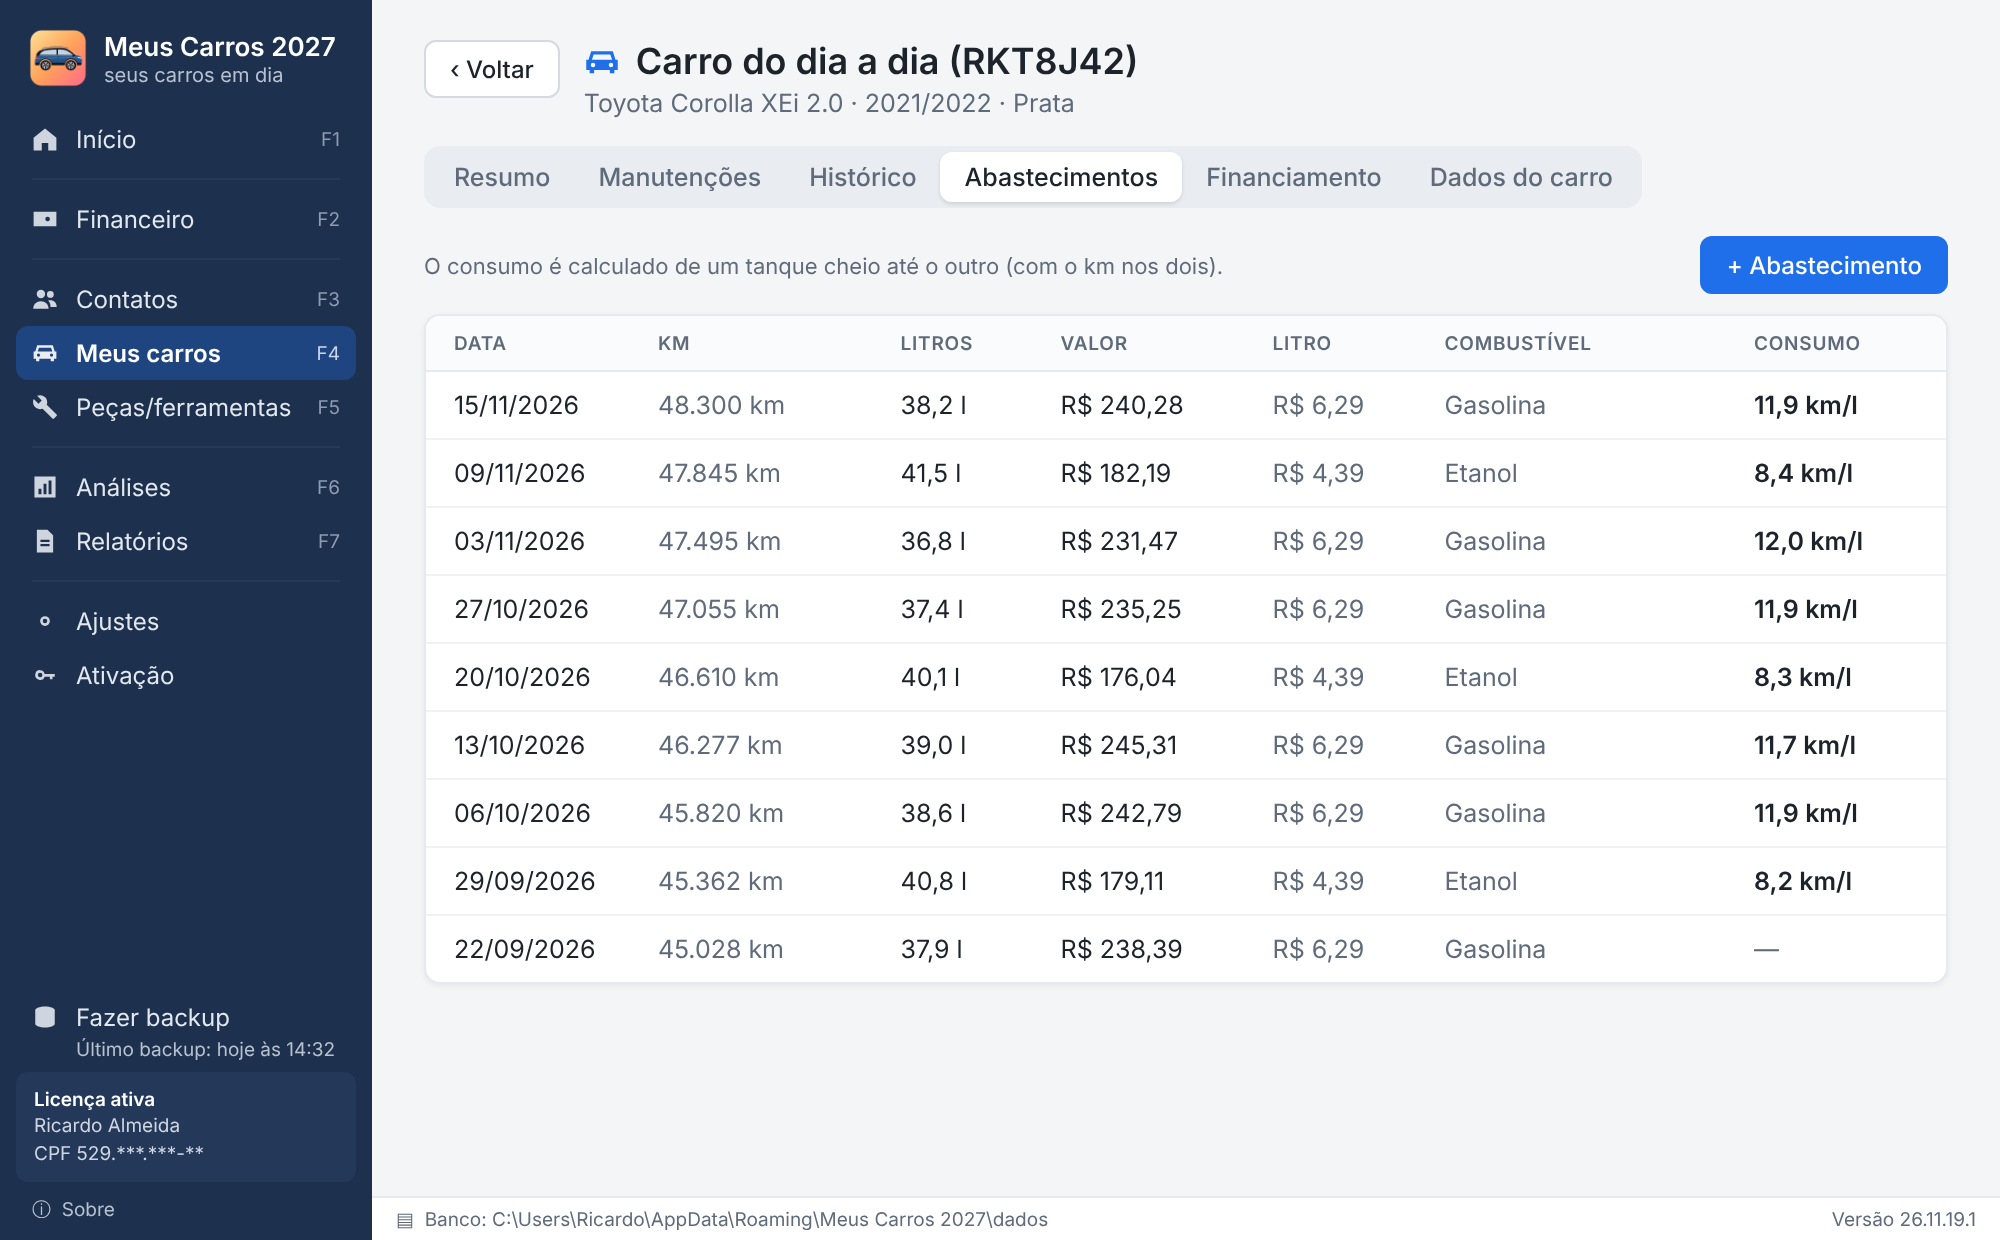 Meus Carros 2027
seus carros em dia
Início F1
Financeiro F2
Contatos F3
Meus carros F4
Peças/ferramentas F5
Análises F6
Relatórios F7
Ajustes
Ativação
Fazer backup
Último backup: hoje às 14:32
Licença ativa
Ricardo Almeida
CPF 529.***.***-**
Sobre
‹ Voltar
Carro do dia a dia (RKT8J42)
Toyota Corolla XEi 2.0 · 2021/2022 · Prata
Resumo Manutenções Histórico Abastecimentos Financiamento Dados do carro
O consumo é calculado de um tanque cheio até o outro (com o km nos dois).
+ Abastecimento
DATA KM LITROS VALOR LITRO COMBUSTÍVEL CONSUMO
15/11/2026 48.300 km 38,2 l R$ 240,28 R$ 6,29 Gasolina 11,9 km/l
09/11/2026 47.845 km 41,5 l R$ 182,19 R$ 4,39 Etanol 8,4 km/l
03/11/2026 47.495 km 36,8 l R$ 231,47 R$ 6,29 Gasolina 12,0 km/l
27/10/2026 47.055 km 37,4 l R$ 235,25 R$ 6,29 Gasolina 11,9 km/l
20/10/2026 46.610 km 40,1 l R$ 176,04 R$ 4,39 Etanol 8,3 km/l
13/10/2026 46.277 km 39,0 l R$ 245,31 R$ 6,29 Gasolina 11,7 km/l
06/10/2026 45.820 km 38,6 l R$ 242,79 R$ 6,29 Gasolina 11,9 km/l
29/09/2026 45.362 km 40,8 l R$ 179,11 R$ 4,39 Etanol 8,2 km/l
22/09/2026 45.028 km 37,9 l R$ 238,39 R$ 6,29 Gasolina —
Banco: C:\Users\Ricardo\AppData\Roaming\Meus Carros 2027\dados
Versão 26.11.19.1